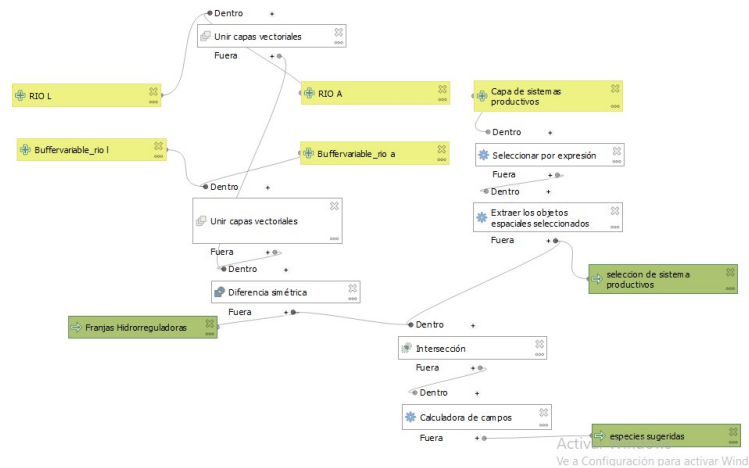 Dentro +
Unir capas vectoriales
Fuera +
RIO L
RIO A
Capa de sistemas
productivos
Dentro +
Seleccionar por expresión
Fuera +
Buffervariable_rio l
Buffervariable_rio a
Dentro +
Unir capas vectoriales
Fuera +
Dentro +
Extraer los objetos
espaciales seleccionados
Fuera +
Dentro +
Diferencia simétrica
Fuera +
seleccion de sistema
productivos
Franjas Hidrorreguladoras
Dentro +
Intersección
Fuera +
Dentro +
Calculadora de campos
Fuera +
especies sugeridas
Ve a Configuración para activar Wind